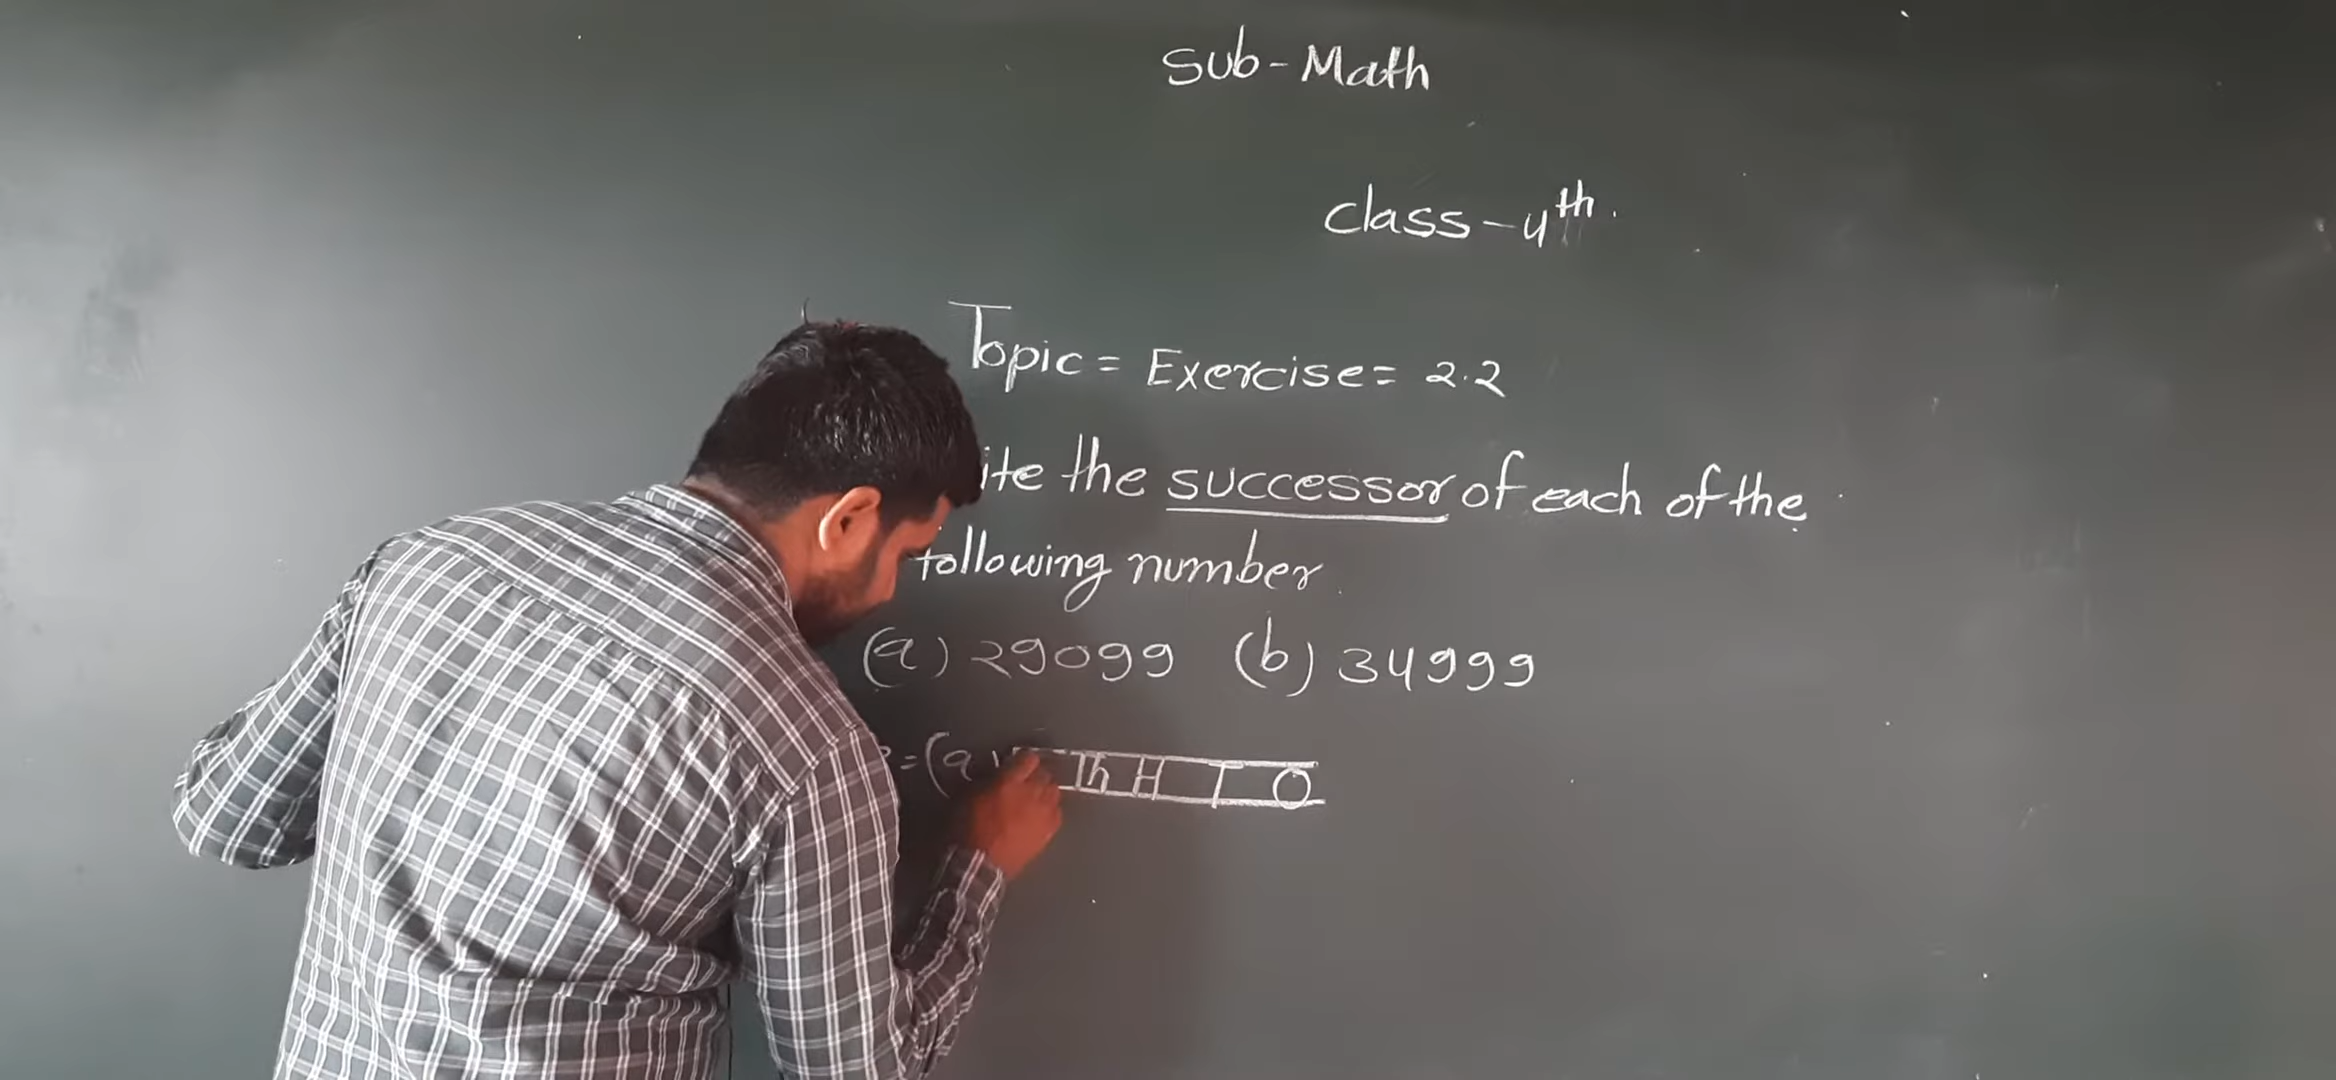 Sub-Math
Class-4th.
Topic = Exercise = 2.2
ite the successor of each of the
following number.
(a) 29099 (b) 34999
=(a) Th H T O